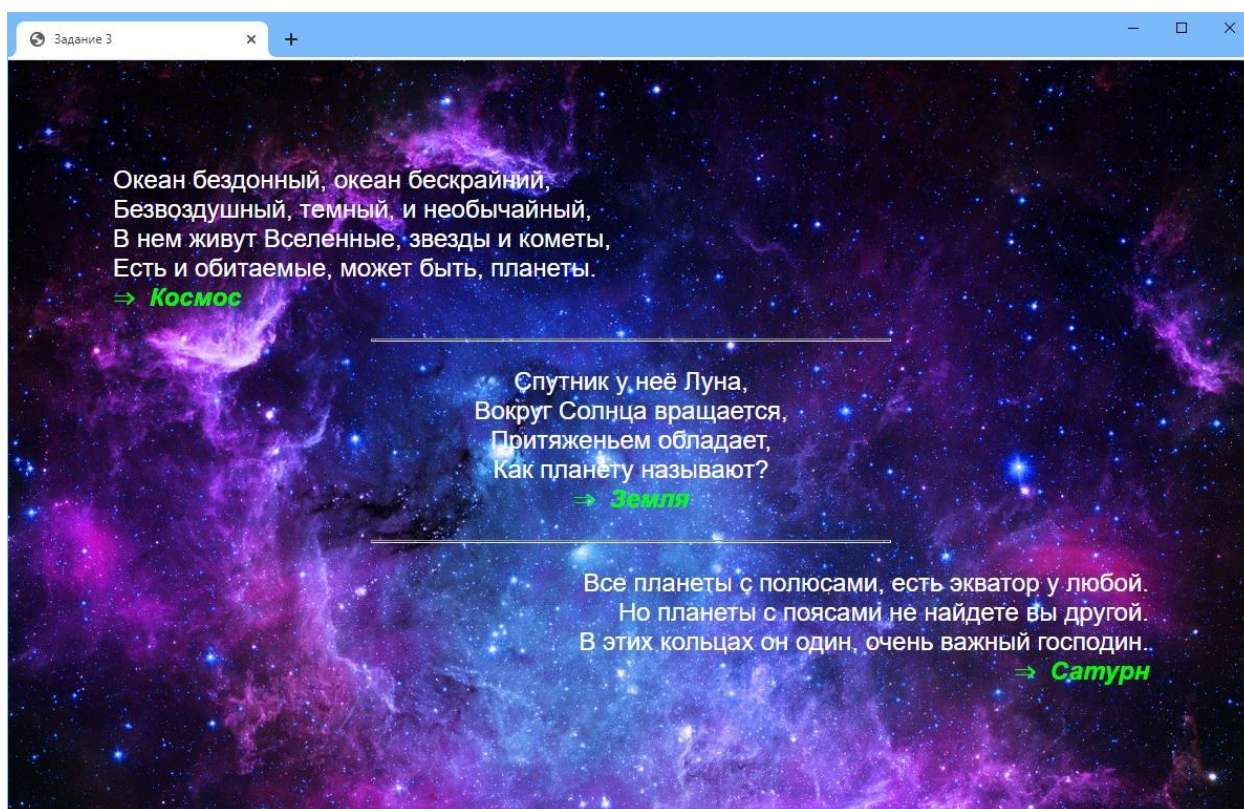 Задание 3
Океан бездонный, океан бескрайний,
Безвоздушный, темный, и необычайный,
В нем живут Вселенные, звезды и кометы,
Есть и обитаемые, может быть, планеты.
⇒ Космос
Спутник у неё Луна,
Вокруг Солнца вращается,
Притяженьем обладает,
Как планету называют?
⇒ Земля
Все планеты с полюсами, есть экватор у любой.
Но планеты с поясами не найдете вы другой.
В этих кольцах он один, очень важный господин.
⇒ Сатурн